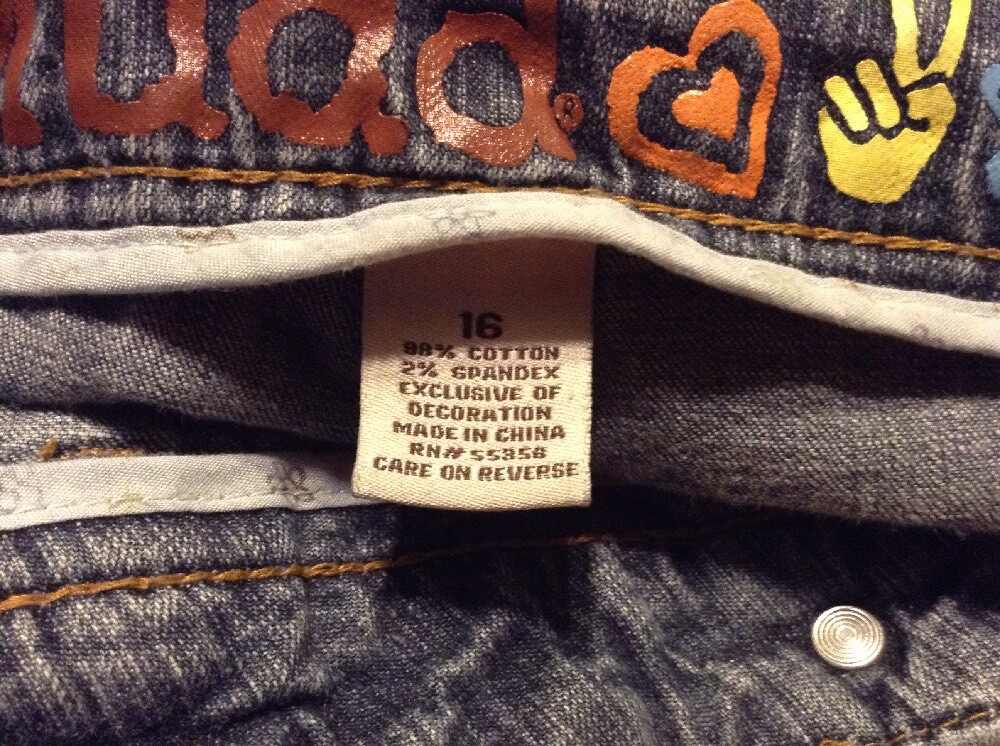 ®
16
98% COTTON
2% SPANDEX
EXCLUSIVE OF
DECORATION
MADE IN CHINA
RN# 55358
CARE ON REVERSE